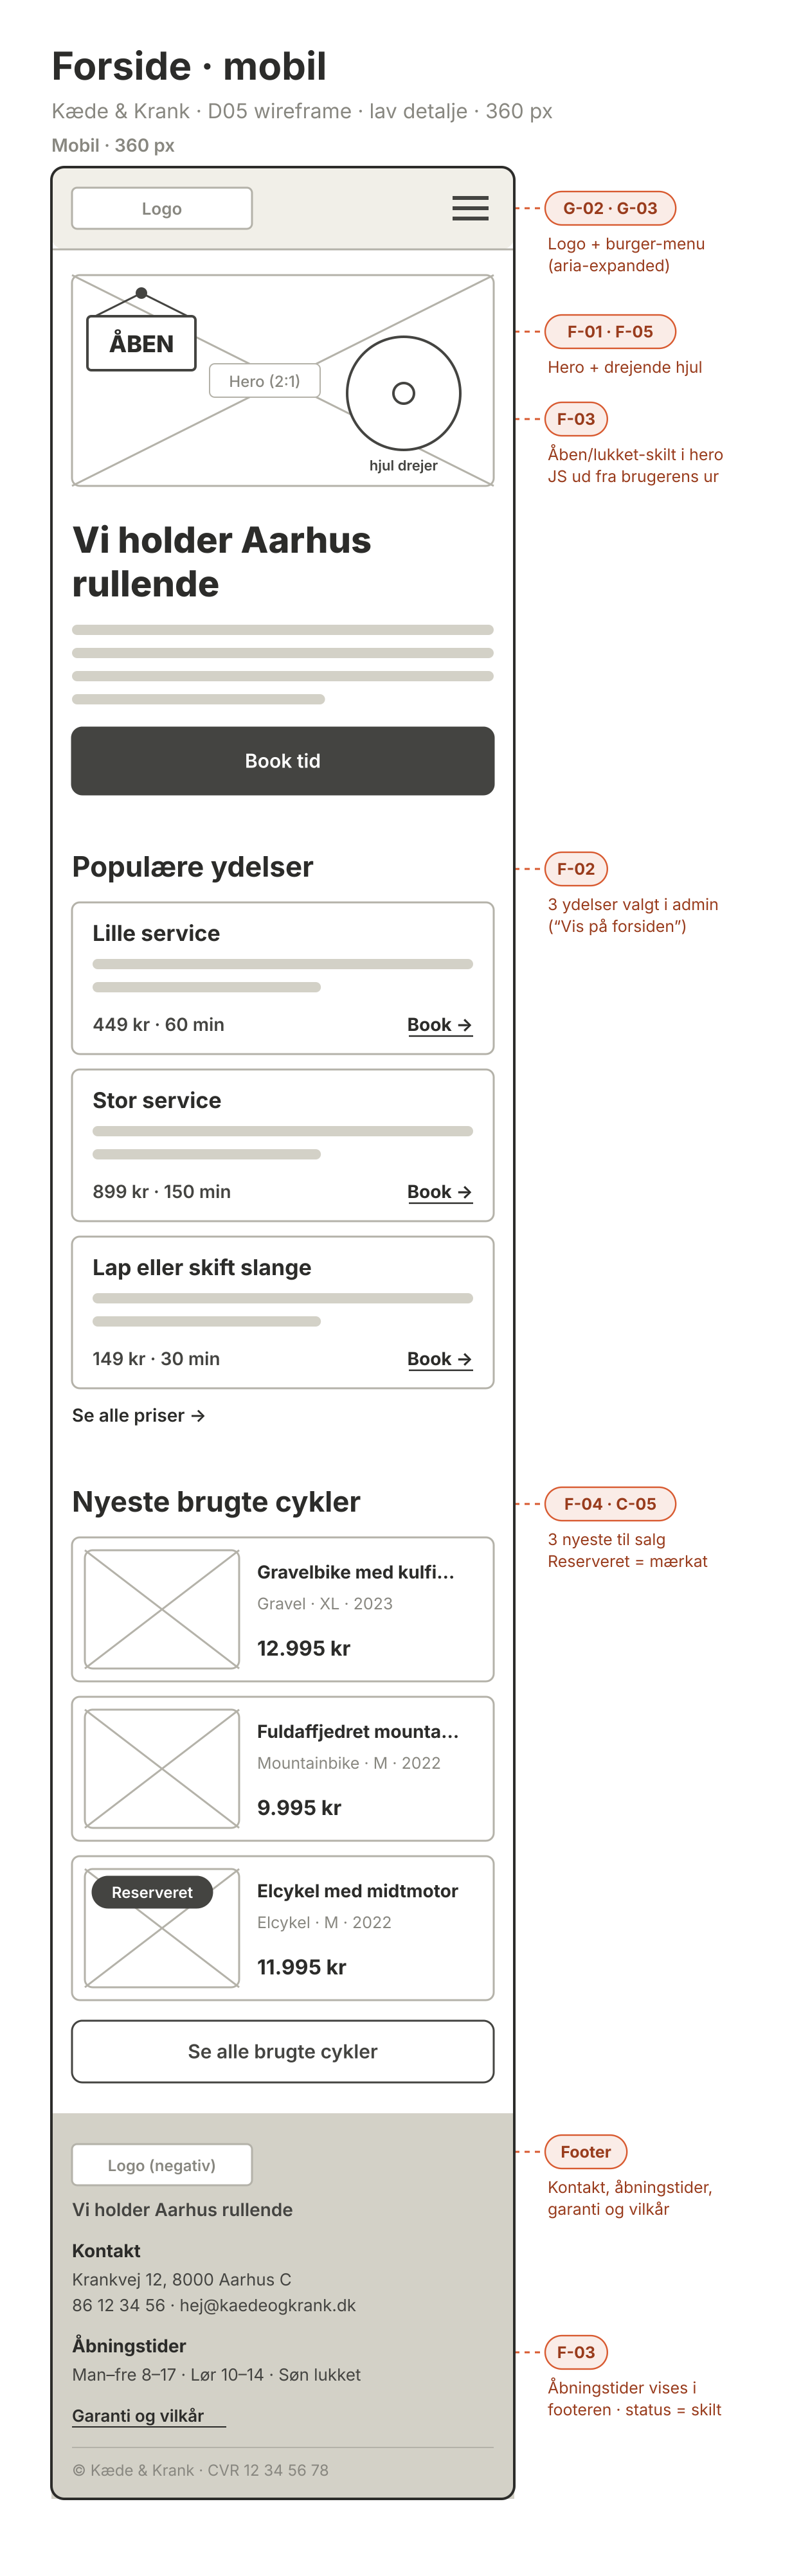 Forside · mobil
Kæde & Krank · D05 wireframe · lav detalje · 360 px
Mobil · 360 px
Logo
G-02 · G-03
Logo + burger-menu
(aria-expanded)
ÅBEN
Hero (2:1)
hjul drejer
F-01 · F-05
Hero + drejende hjul
F-03
Åben/lukket-skilt i hero
JS ud fra brugerens ur
Vi holder Aarhus
rullende
Book tid
Populære ydelser
F-02
3 ydelser valgt i admin
(“Vis på forsiden”)
Lille service
449 kr · 60 min
Book →
Stor service
899 kr · 150 min
Book →
Lap eller skift slange
149 kr · 30 min
Book →
Se alle priser →
Nyeste brugte cykler
F-04 · C-05
3 nyeste til salg
Reserveret = mærkat
Gravelbike med kulfi…
Gravel · XL · 2023
12.995 kr
Fuldaffjedret mounta…
Mountainbike · M · 2022
9.995 kr
Reserveret
Elcykel med midtmotor
Elcykel · M · 2022
11.995 kr
Se alle brugte cykler
Logo (negativ)
Footer
Kontakt, åbningstider,
garanti og vilkår
Vi holder Aarhus rullende
Kontakt
Krankvej 12, 8000 Aarhus C
86 12 34 56 · hej@kaedeogkrank.dk
Åbningstider
Man–fre 8–17 · Lør 10–14 · Søn lukket
F-03
Åbningstider vises i
footeren · status = skilt
Garanti og vilkår
© Kæde & Krank · CVR 12 34 56 78